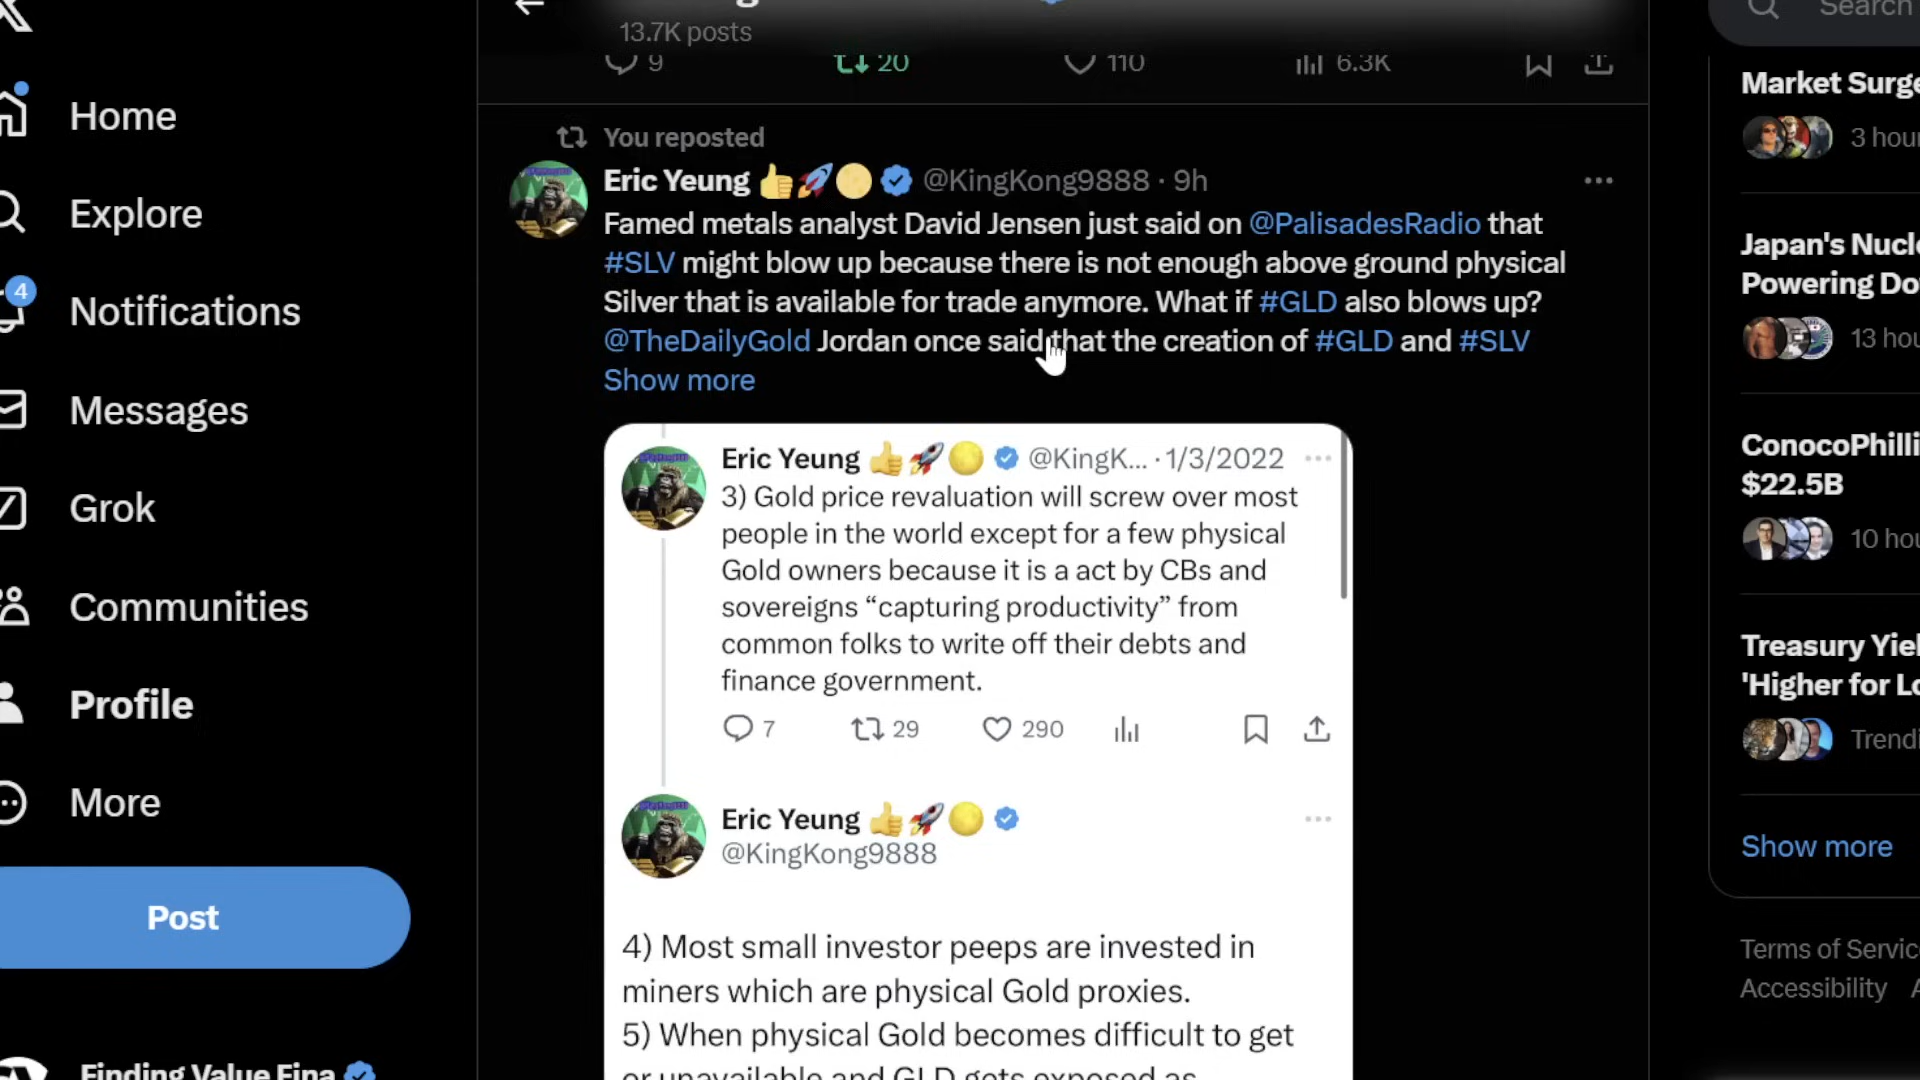 13.7K posts
9 20 110 6.3K
Home
Explore
4
Notifications
Messages
Grok
Communities
Profile
More
Post
Finding Value Fina
You reposted
Eric Yeung 👍🚀🌕 @KingKong9888 · 9h
Famed metals analyst David Jensen just said on @PalisadesRadio that
#SLV might blow up because there is not enough above ground physical
Silver that is available for trade anymore. What if #GLD also blows up?
@TheDailyGold Jordan once said that the creation of #GLD and #SLV
Show more
Eric Yeung 👍🚀🌕 @KingK... · 1/3/2022
3) Gold price revaluation will screw over most
people in the world except for a few physical
Gold owners because it is a act by CBs and
sovereigns “capturing productivity” from
common folks to write off their debts and
finance government.
7 29 290
Eric Yeung 👍🚀🌕
@KingKong9888
4) Most small investor peeps are invested in
miners which are physical Gold proxies.
5) When physical Gold becomes difficult to get
or unavailable and GLD gets exposed as
Search
Market Surge
3 hou
Japan's Nucl
Powering Do
13 hou
ConocoPhilli
$22.5B
10 hou
Treasury Yiel
'Higher for Lo
Trendi
Show more
Terms of Servic
Accessibility